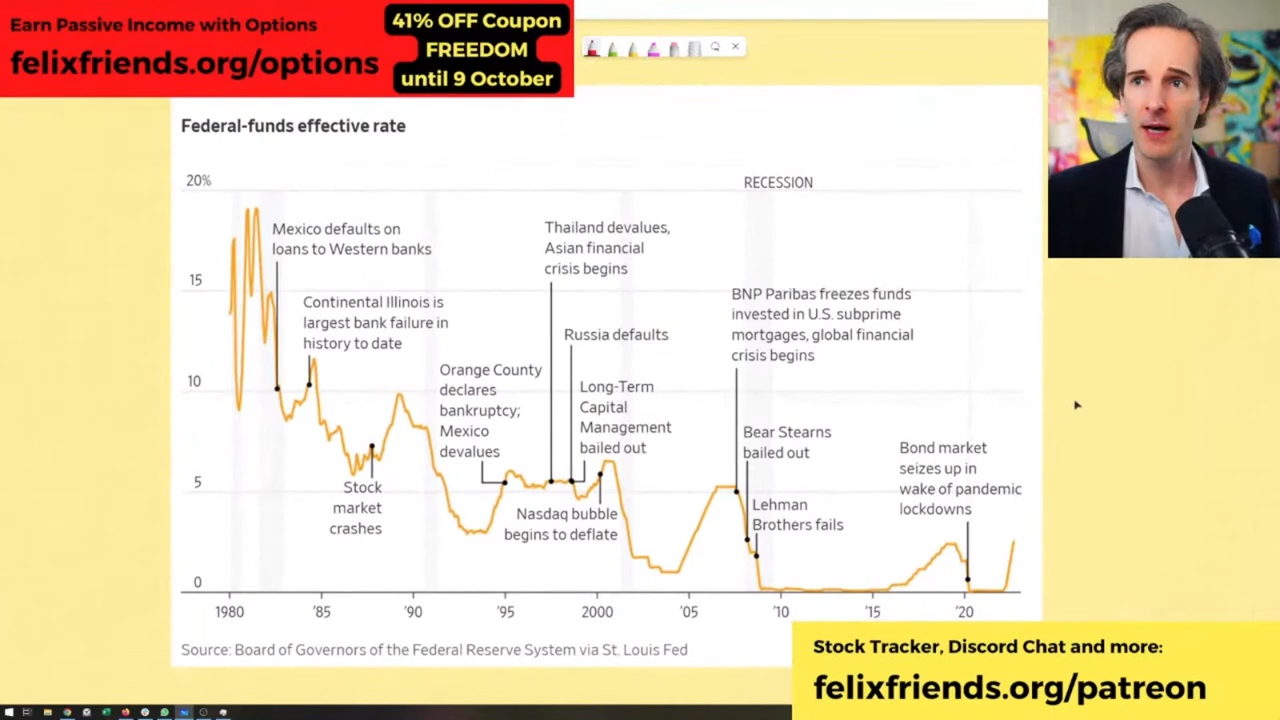 Earn Passive Income with Options
felixfriends.org/options
41% OFF Coupon
FREEDOM
until 9 October
Federal-funds effective rate
20%
RECESSION
Mexico defaults on
loans to Western banks
Thailand devalues,
Asian financial
crisis begins
15
Continental Illinois is
largest bank failure in
history to date
BNP Paribas freezes funds
invested in U.S. subprime
mortgages, global financial
crisis begins
Russia defaults
10
Orange County
declares
bankruptcy;
Mexico
devalues
Long-Term
Capital
Management
bailed out
Bear Stearns
bailed out
Bond market
seizes up in
wake of pandemic
lockdowns
5
Stock
market
crashes
Nasdaq bubble
begins to deflate
Lehman
Brothers fails
0
1980 '85 '90 '95 2000 '05 '10 '15 '20
Source: Board of Governors of the Federal Reserve System via St. Louis Fed
Stock Tracker, Discord Chat and more:
felixfriends.org/patreon